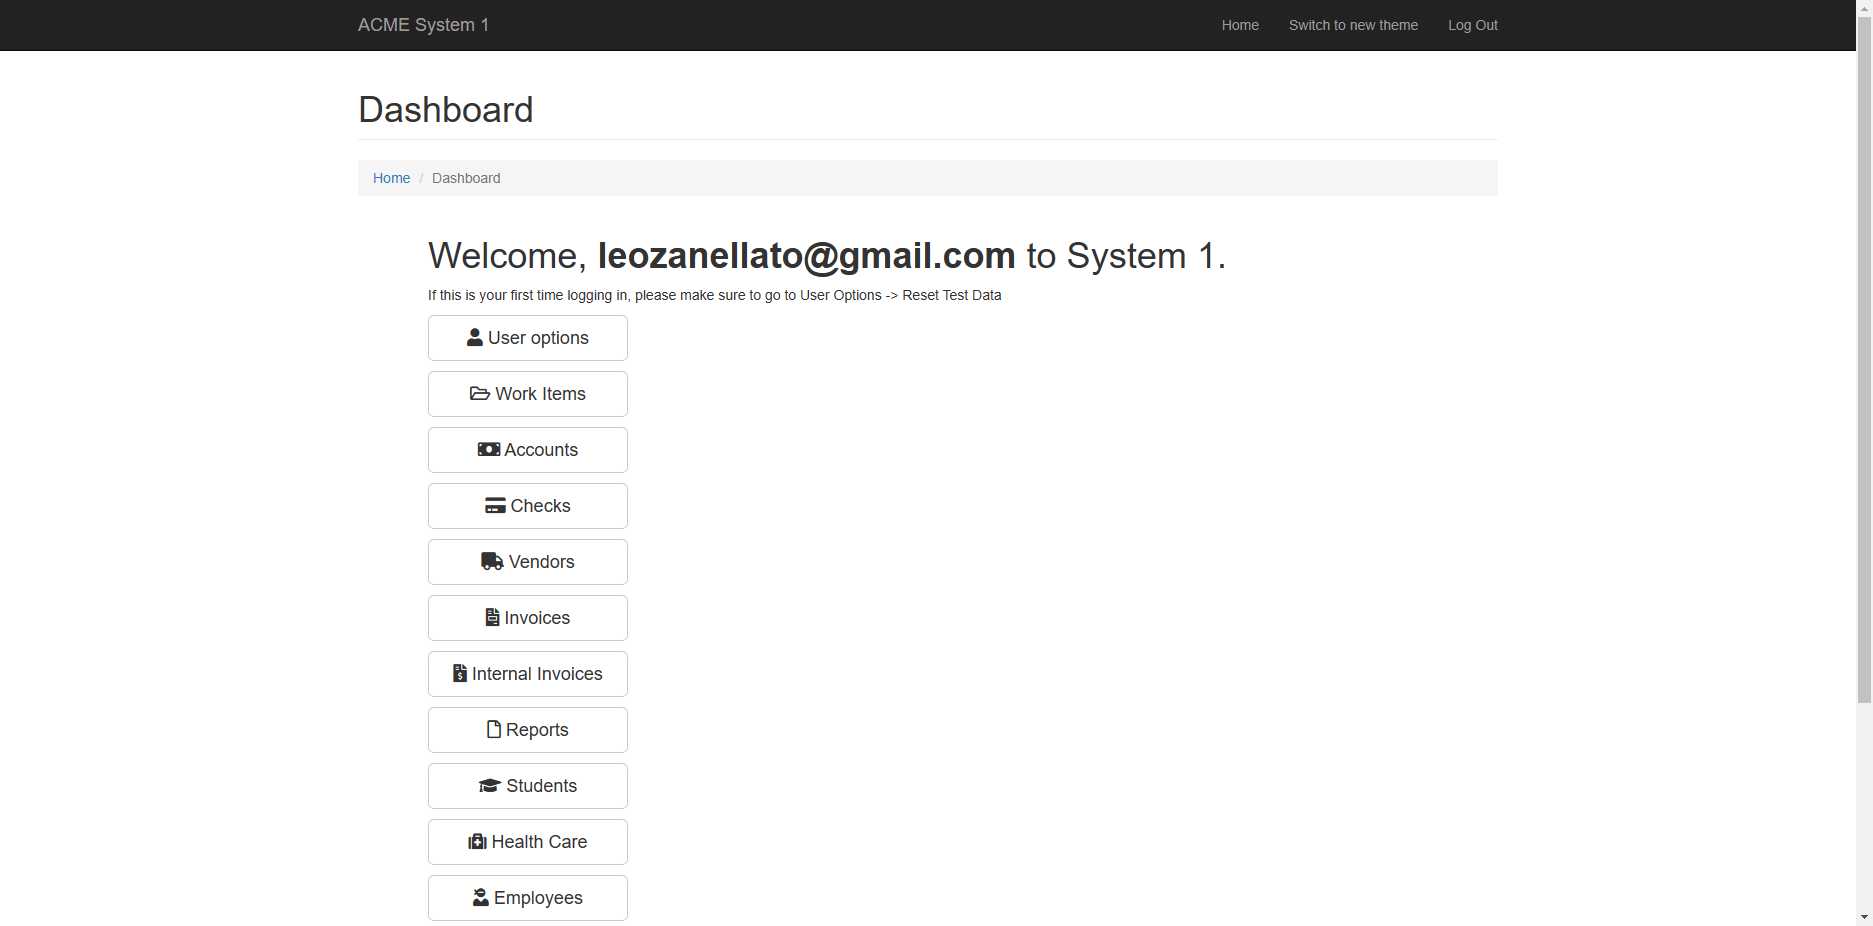 ACME System 1
Home
Switch to new theme
Log Out
Dashboard
Home / Dashboard
Welcome, leozanellato@gmail.com to System 1.
If this is your first time logging in, please make sure to go to User Options -> Reset Test Data
User options
Work Items
Accounts
Checks
Vendors
Invoices
Internal Invoices
Reports
Students
Health Care
Employees